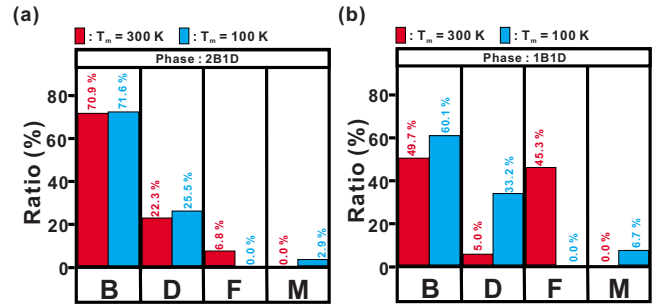 (a)
: Tm = 300 K : Tm = 100 K
Phase : 2B1D
Ratio (%)
80
60
40
20
0
70.9 % 71.6 % 22.3 % 25.5 % 6.8 % 0.0 % 0.0 % 2.9 %
B D F M
(b)
: Tm = 300 K : Tm = 100 K
Phase : 1B1D
Ratio (%)
80
60
40
20
0
49.7 % 60.1 % 5.0 % 33.2 % 45.3 % 0.0 % 0.0 % 6.7 %
B D F M